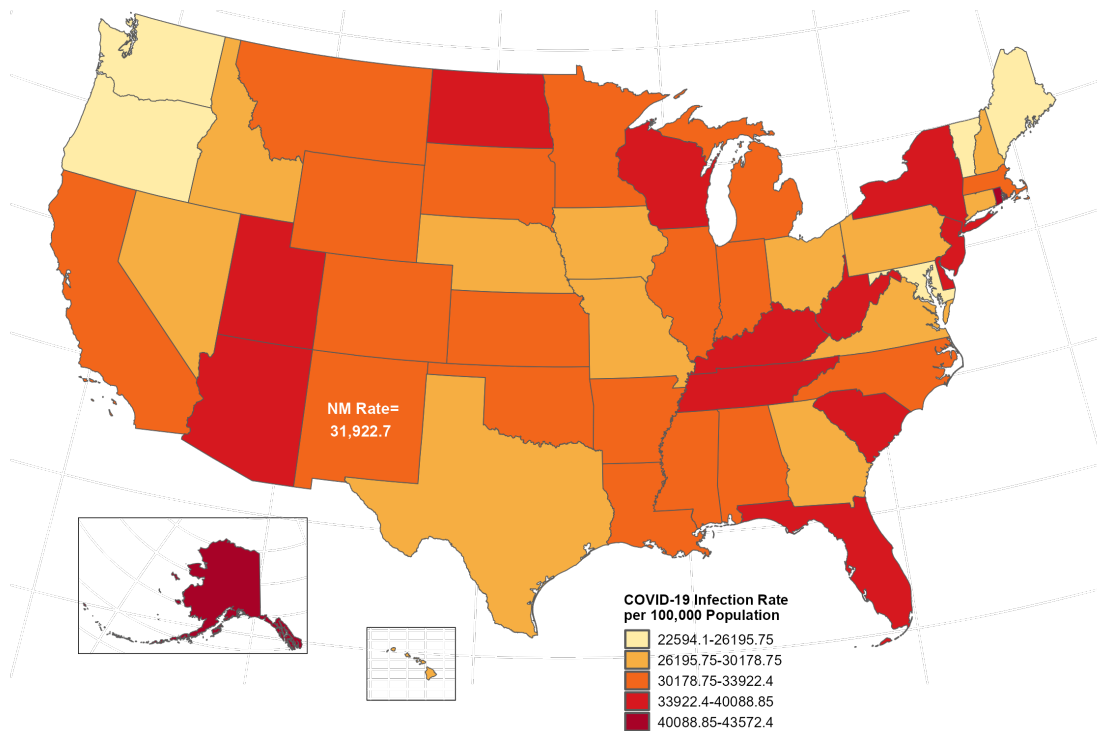 NM Rate=
31,922.7
COVID-19 Infection Rate
per 100,000 Population
22594.1-26195.75
26195.75-30178.75
30178.75-33922.4
33922.4-40088.85
40088.85-43572.4